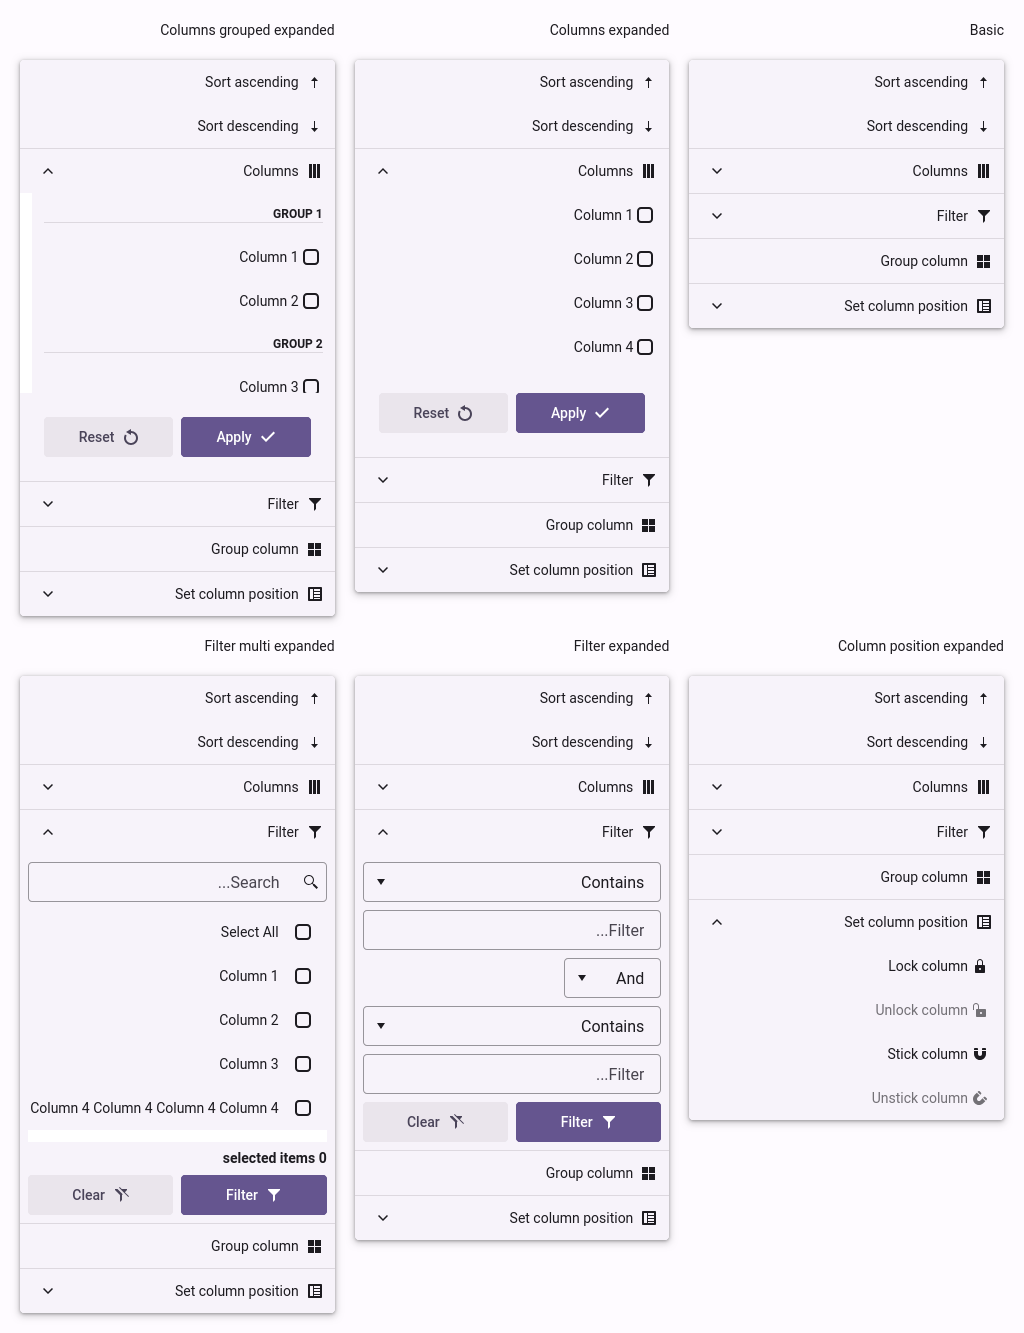 Basic
Sort ascending
Sort descending
Columns
Filter
Group column
Set column position
Columns expanded
Sort ascending
Sort descending
Columns
Column 1
Column 2
Column 3
Column 4
Apply
Reset
Filter
Group column
Set column position
Columns grouped expanded
Sort ascending
Sort descending
Columns
GROUP 1
Column 1
Column 2
GROUP 2
Column 3
Apply
Reset
Filter
Group column
Set column position
Column position expanded
Sort ascending
Sort descending
Columns
Filter
Group column
Set column position
Lock column
Unlock column
Stick column
Unstick column
Filter expanded
Sort ascending
Sort descending
Columns
Filter
Contains
...Filter
And
Contains
...Filter
Filter
Clear
Group column
Set column position
Filter multi expanded
Sort ascending
Sort descending
Columns
Filter
...Search
Select All
Column 1
Column 2
Column 3
Column 4 Column 4 Column 4 Column 4
selected items 0
Filter
Clear
Group column
Set column position